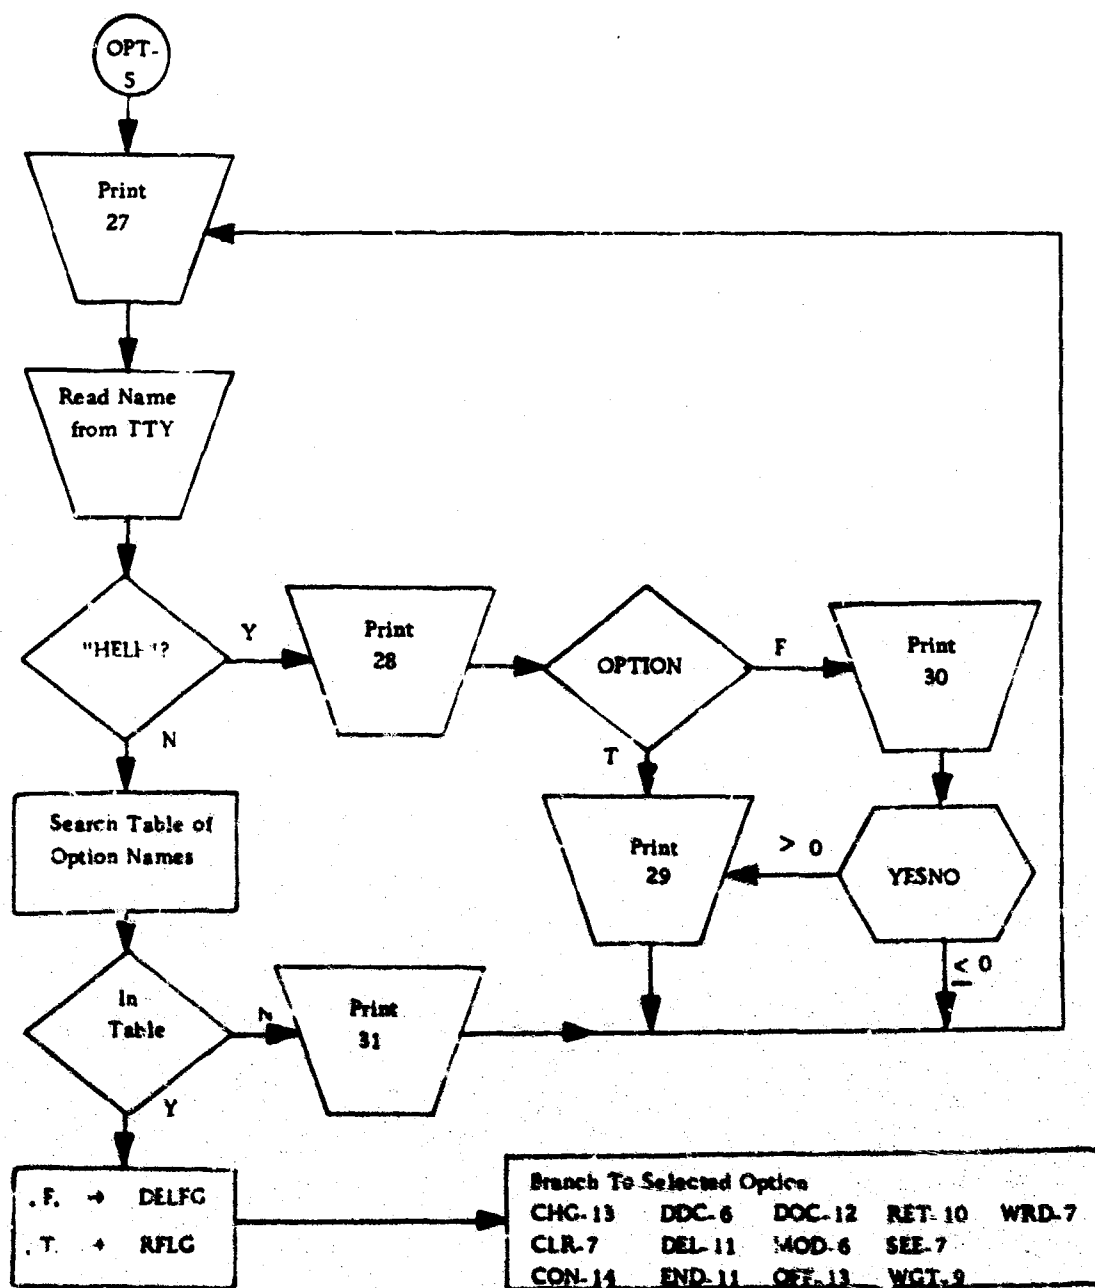 OPT-
5
Print
27
Read Name
from TTY
"HELP"?
Y
N
Print
28
OPTION
F
T
Print
30
Print
29
> 0
YESNO
≤ 0
Search Table of
Option Names
In
Table
N
Y
Print
31
.F. → DELFG
.T. → RFLG
Branch To Selected Option
CHG-13 DDC-6 DOC-12 RET-10 WRD-7
CLR-7 DEL-11 MOD-6 SEE-7
CON-14 END-11 OFF-13 WGT-9